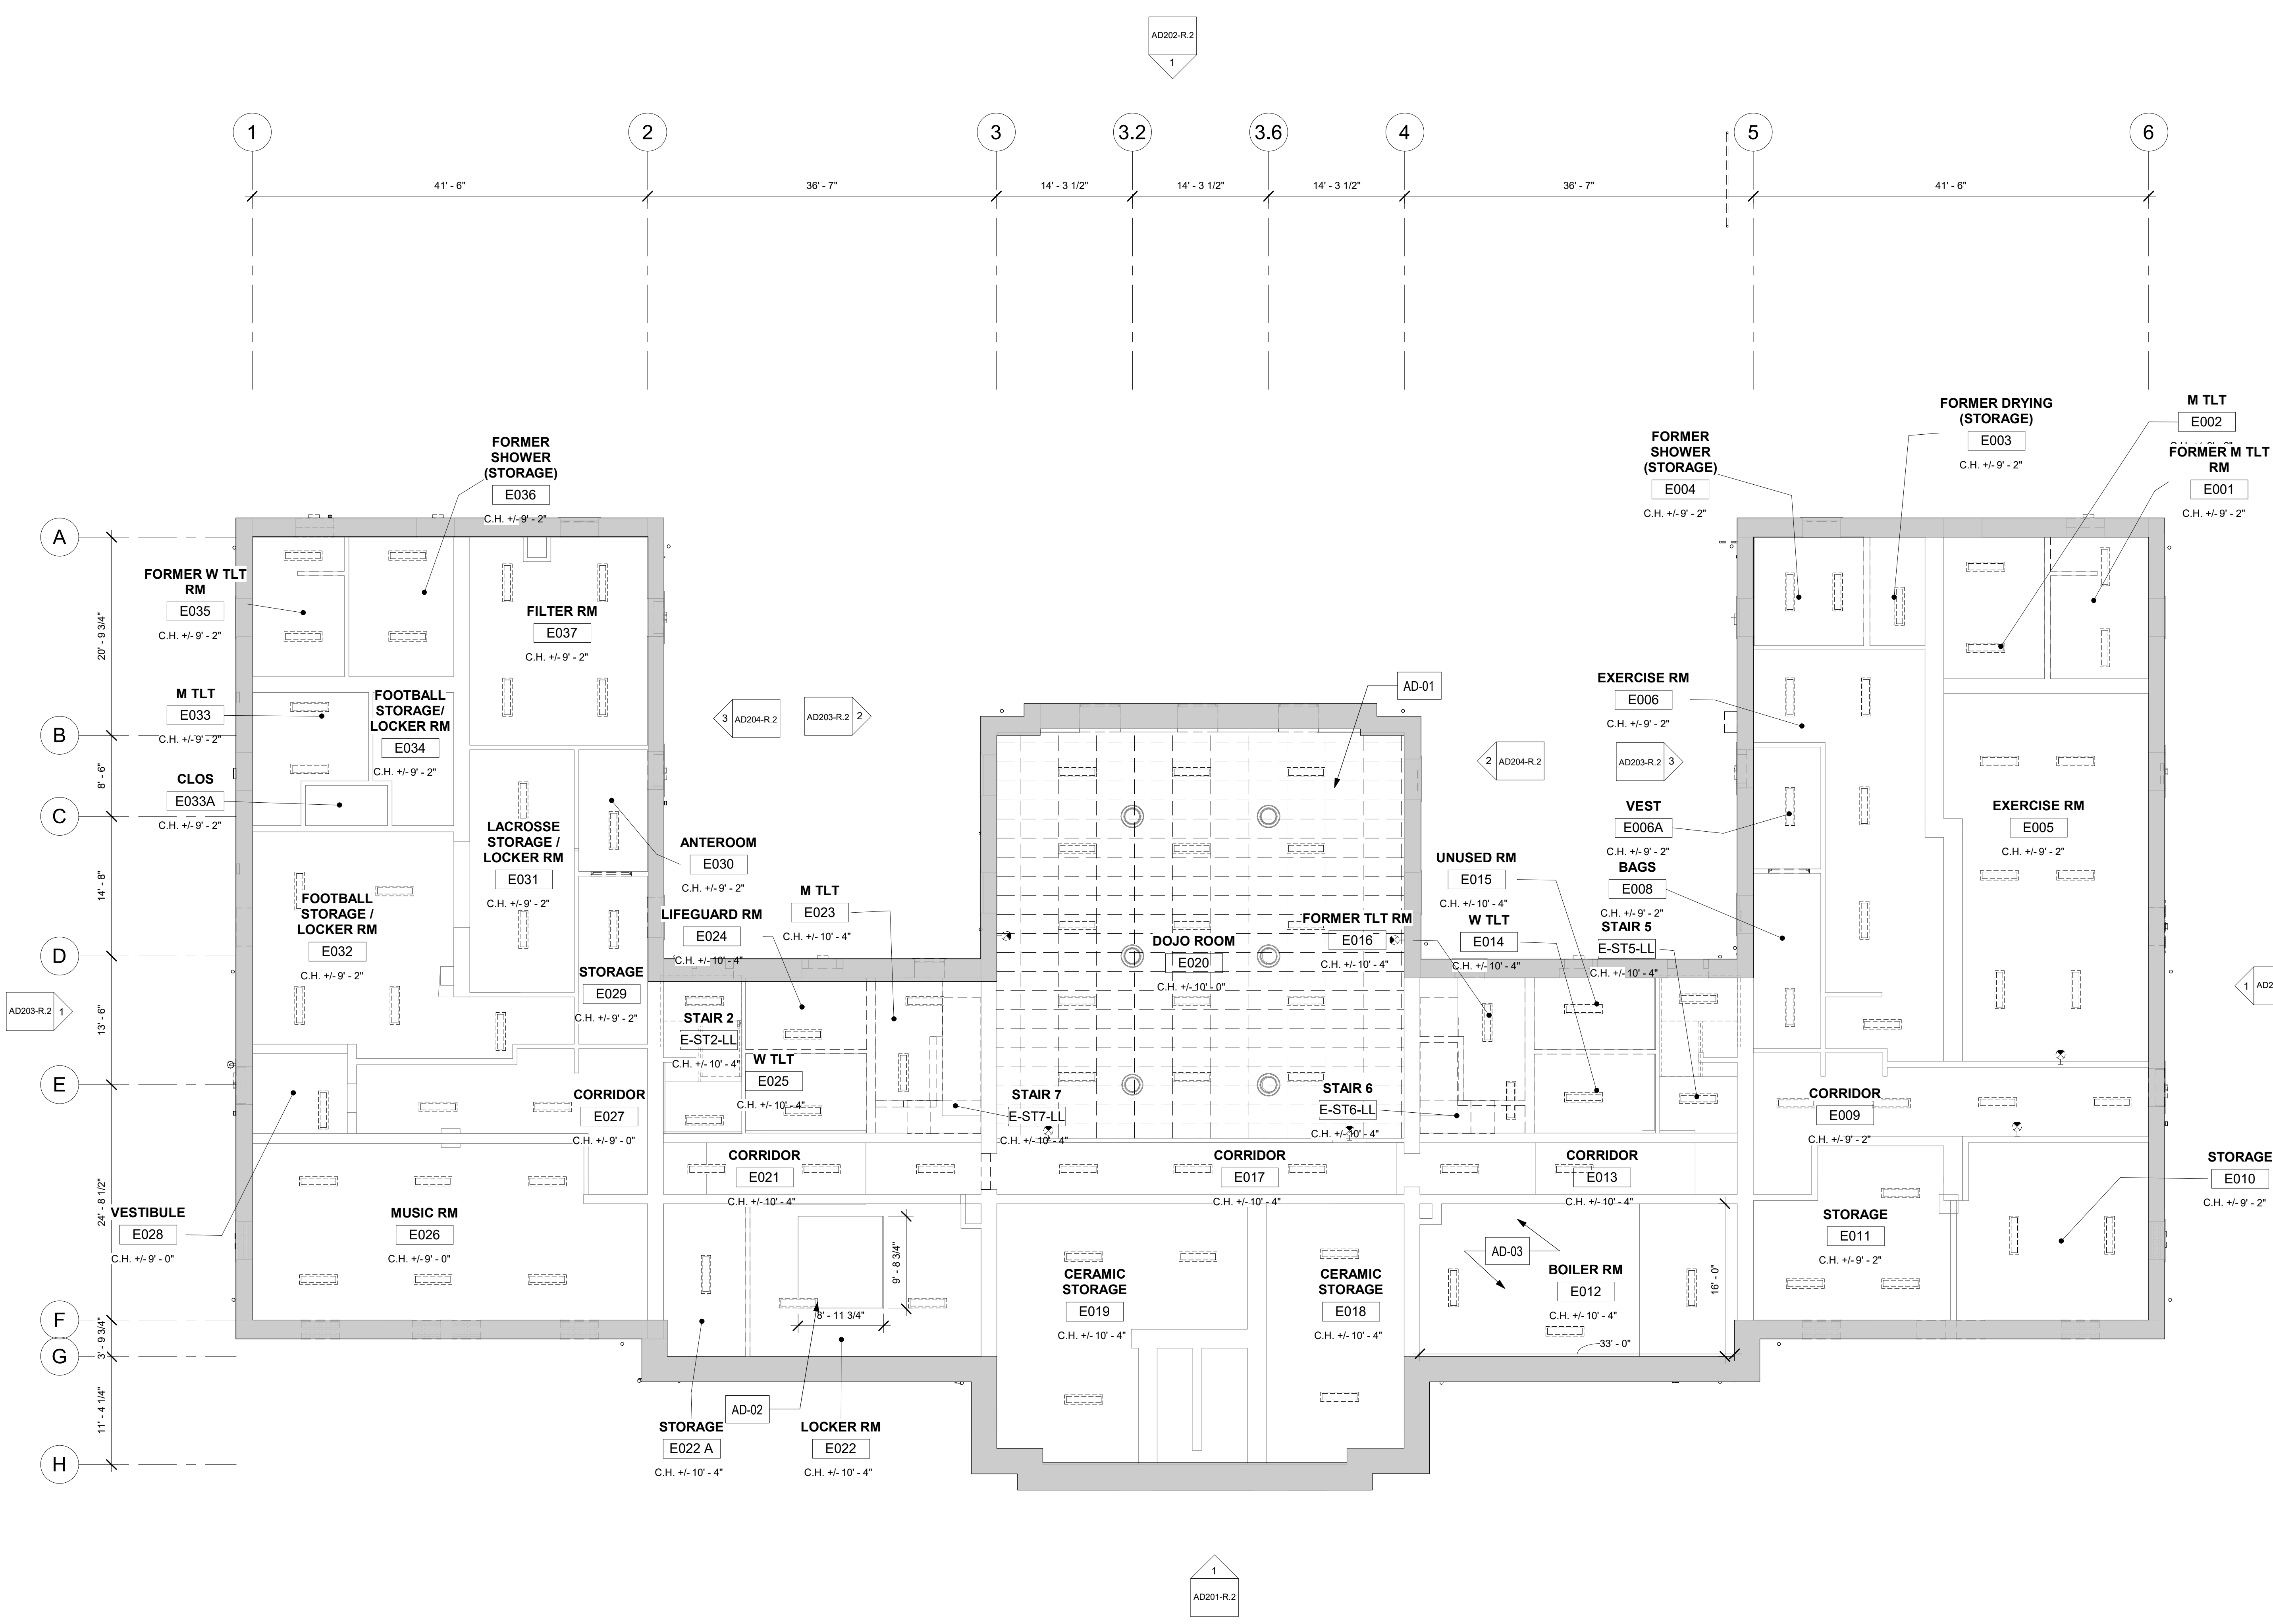 AD202-R.2
1
1
2
3
3.2
3.6
4
5
6
41' - 6"
36' - 7"
14' - 3 1/2"
14' - 3 1/2"
14' - 3 1/2"
36' - 7"
41' - 6"
FORMER DRYING
(STORAGE)
E003
C.H. +/- 9' - 2"
M TLT
E002
FORMER M TLT
RM
E001
C.H. +/- 9' - 2"
FORMER
SHOWER
(STORAGE)
E036
C.H. +/- 9' - 2"
FORMER
SHOWER
(STORAGE)
E004
C.H. +/- 9' - 2"
A
B
C
D
E
F
G
H
20' - 9 3/4"
8' - 6"
14' - 8"
13' - 6"
24' - 8 1/2"
3' - 9 3/4"
11' - 4 1/4"
FORMER W TLT
RM
E035
C.H. +/- 9' - 2"
FILTER RM
E037
C.H. +/- 9' - 2"
M TLT
E033
C.H. +/- 9' - 2"
FOOTBALL
STORAGE/
LOCKER RM
E034
C.H. +/- 9' - 2"
CLOS
E033A
C.H. +/- 9' - 2"
3
AD204-R.2
AD203-R.2
2
AD-01
2
AD204-R.2
AD203-R.2
3
EXERCISE RM
E006
C.H. +/- 9' - 2"
VEST
E006A
C.H. +/- 9' - 2"
EXERCISE RM
E005
C.H. +/- 9' - 2"
LACROSSE
STORAGE /
LOCKER RM
E031
C.H. +/- 9' - 2"
ANTEROOM
E030
C.H. +/- 9' - 2"
FOOTBALL
STORAGE /
LOCKER RM
E032
C.H. +/- 9' - 2"
M TLT
E023
C.H. +/- 10' - 4"
LIFEGUARD RM
E024
C.H. +/- 10' - 4"
UNUSED RM
E015
C.H. +/- 10' - 4"
BAGS
E008
C.H. +/- 9' - 2"
FORMER TLT RM
E016
C.H. +/- 10' - 4"
W TLT
E014
C.H. +/- 10' - 4"
STAIR 5
E-ST5-LL
C.H. +/- 10' - 4"
DOJO ROOM
E020
C.H. +/- 10' - 0"
STORAGE
E029
C.H. +/- 9' - 2"
STAIR 2
E-ST2-LL
C.H. +/- 10' - 4"
W TLT
E025
C.H. +/- 10' - 4"
AD203-R.2
1
1
AD2
CORRIDOR
E027
C.H. +/- 9' - 0"
STAIR 7
E-ST7-LL
C.H. +/- 10' - 4"
STAIR 6
E-ST6-LL
C.H. +/- 10' - 4"
CORRIDOR
E009
C.H. +/- 9' - 2"
CORRIDOR
E021
C.H. +/- 10' - 4"
CORRIDOR
E017
C.H. +/- 10' - 4"
CORRIDOR
E013
C.H. +/- 10' - 4"
STORAGE
E010
C.H. +/- 9' - 2"
VESTIBULE
E028
C.H. +/- 9' - 0"
MUSIC RM
E026
C.H. +/- 9' - 0"
STORAGE
E011
C.H. +/- 9' - 2"
9' - 8 3/4"
8' - 11 3/4"
CERAMIC
STORAGE
E019
C.H. +/- 10' - 4"
CERAMIC
STORAGE
E018
C.H. +/- 10' - 4"
AD-03
BOILER RM
E012
C.H. +/- 10' - 4"
16' - 0"
33' - 0"
AD-02
STORAGE
E022 A
C.H. +/- 10' - 4"
LOCKER RM
E022
C.H. +/- 10' - 4"
1
AD201-R.2